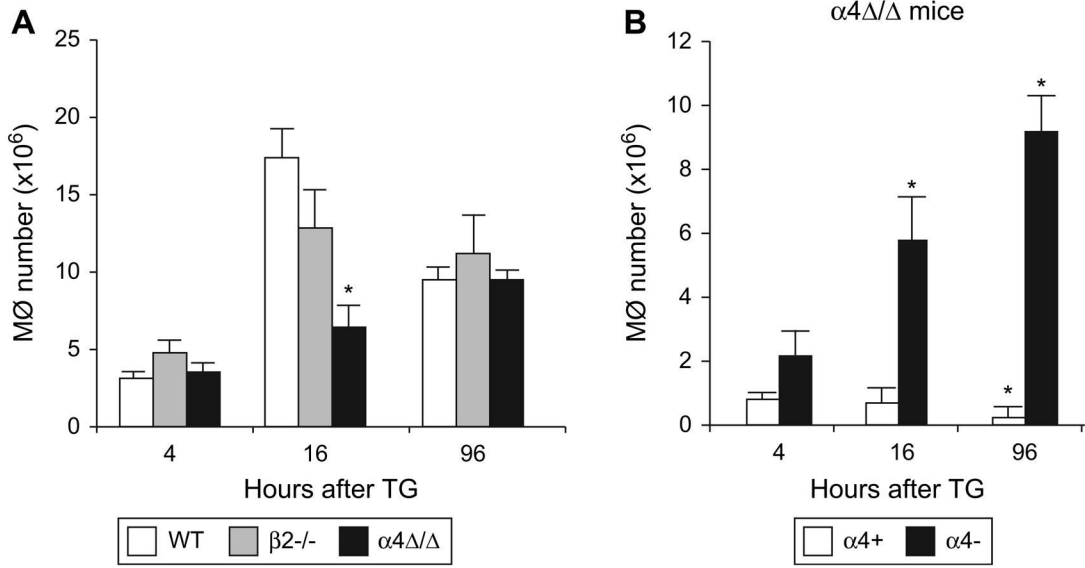 A
25
20
15
10
5
0
MØ number (x10⁶)
*
4 16 96
Hours after TG
WT β2-/- α4Δ/Δ
B
α4Δ/Δ mice
12
10
8
6
4
2
0
MØ number (x10⁶)
* * *
4 16 96
Hours after TG
α4+ α4-